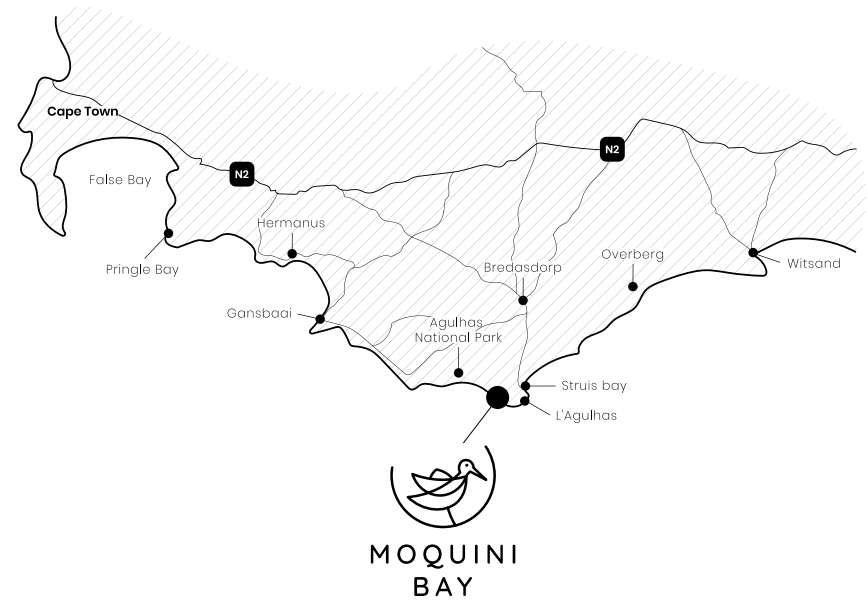 Cape Town
N2
N2
False Bay
Hermanus
Pringle Bay
Bredasdorp
Overberg
Witsand
Gansbaai
Agulhas
National Park
Struis bay
L'Agulhas
MOQUINI
BAY